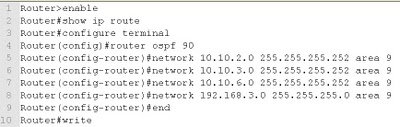 1 Router>enable
2 Router#show ip route
3 Router#configure terminal
4 Router(config)#router ospf 90
5 Router(config-router)#network 10.10.2.0 255.255.255.252 area 9
6 Router(config-router)#network 10.10.3.0 255.255.255.252 area 9
7 Router(config-router)#network 10.10.6.0 255.255.255.252 area 9
8 Router(config-router)#network 192.168.3.0 255.255.255.0 area 9
9 Router(config-router)#end
10 Router#write